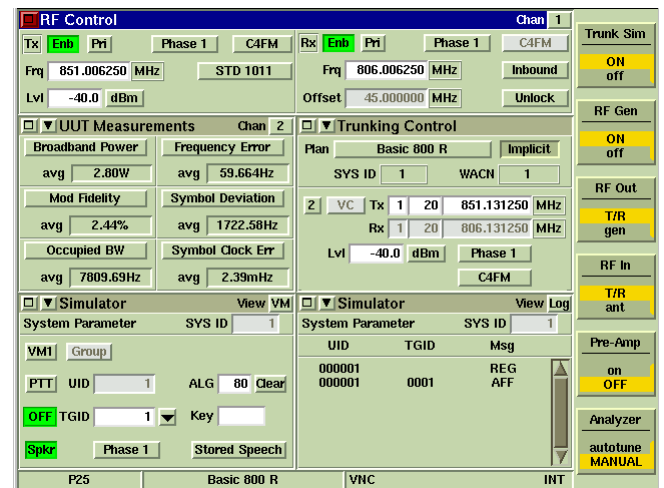 RF Control Chan 1
Tx Enb Pri Phase 1 C4FM
Frq 851.006250 MHz STD 1011
Lvl -40.0 dBm
Rx Enb Pri Phase 1 C4FM
Frq 806.006250 MHz Inbound
Offset 45.000000 MHz Unlock
UUT Measurements Chan 2
Broadband Power Frequency Error
avg 2.80W avg 59.664Hz
Mod Fidelity Symbol Deviation
avg 2.44% avg 1722.58Hz
Occupied BW Symbol Clock Err
avg 7809.69Hz avg 2.39mHz
Trunking Control
Plan Basic 800 R Implicit
SYS ID 1 WACN 1
2 VC Tx 1 20 851.131250 MHz
Rx 1 20 806.131250 MHz
Lvl -40.0 dBm Phase 1
C4FM
Simulator View VM
System Parameter SYS ID 1
VM1 Group
PTT UID 1 ALG 80 Clear
OFF TGID 1 Key
Spkr Phase 1 Stored Speech
Simulator View Log
System Parameter SYS ID 1
UID TGID Msg
000001 REG
000001 0001 AFF
P25 Basic 800 R VNC INT
Trunk Sim
ON
off
RF Gen
ON
off
RF Out
T/R
gen
RF In
T/R
ant
Pre-Amp
on
OFF
Analyzer
autotune
MANUAL